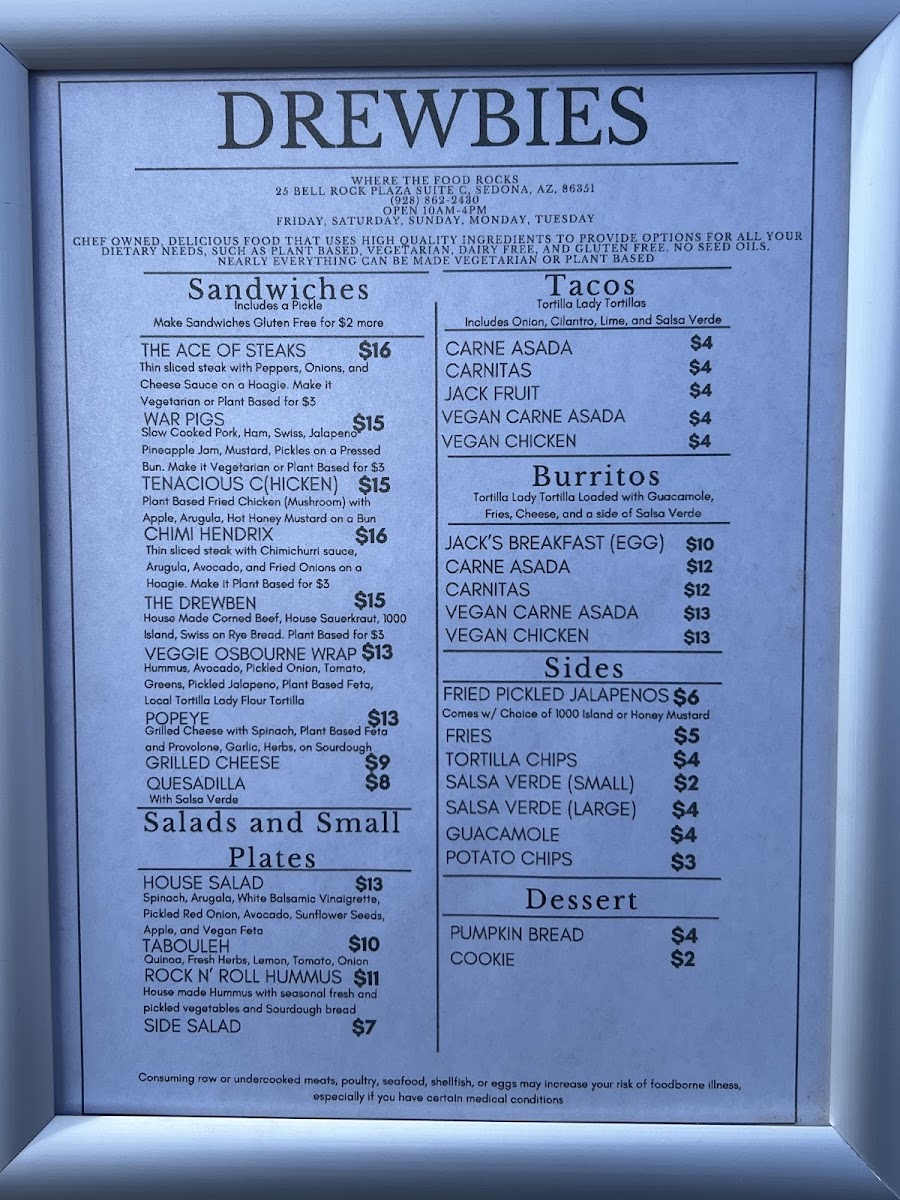 DREWBIES
WHERE THE FOOD ROCKS
25 BELL ROCK PLAZA SUITE C, SEDONA, AZ, 86351
(928) 862-2430
OPEN 10AM-4PM
FRIDAY, SATURDAY, SUNDAY, MONDAY, TUESDAY
CHEF OWNED, DELICIOUS FOOD THAT USES HIGH QUALITY INGREDIENTS TO PROVIDE OPTIONS FOR ALL YOUR
DIETARY NEEDS, SUCH AS PLANT BASED, VEGETARIAN, DAIRY FREE, AND GLUTEN FREE. NO SEED OILS.
NEARLY EVERYTHING CAN BE MADE VEGETARIAN OR PLANT BASED
Sandwiches
Includes a Pickle
Make Sandwiches Gluten Free for $2 more
THE ACE OF STEAKS $16
Thin sliced steak with Peppers, Onions, and
Cheese Sauce on a Hoagie. Make it
Vegetarian or Plant Based for $3
WAR PIGS $15
Slow Cooked Pork, Ham, Swiss, Jalapeno
Pineapple Jam, Mustard, Pickles on a Pressed
Bun. Make it Vegetarian or Plant Based for $3
TENACIOUS C(HICKEN) $15
Plant Based Fried Chicken (Mushroom) with
Apple, Arugula, Hot Honey Mustard on a Bun
CHIMI HENDRIX $16
Thin sliced steak with Chimichurri sauce,
Arugula, Avocado, and Fried Onions on a
Hoagie. Make It Plant Based for $3
THE DREWBEN $15
House Made Corned Beef, House Sauerkraut, 1000
Island, Swiss on Rye Bread. Plant Based for $3
VEGGIE OSBOURNE WRAP $13
Hummus, Avocado, Pickled Onion, Tomato,
Greens, Pickled Jalapeno, Plant Based Feta,
Local Tortilla Lady Flour Tortilla
POPEYE $13
Grilled Cheese with Spinach, Plant Based Feta
and Provolone, Garlic, Herbs, on Sourdough
GRILLED CHEESE $9
QUESADILLA $8
With Salsa Verde
Salads and Small
Plates
HOUSE SALAD $13
Spinach, Arugala, White Balsamic Vinaigrette,
Pickled Red Onion, Avocado, Sunflower Seeds,
Apple, and Vegan Feta
TABOULEH $10
Quinoa, Fresh Herbs, Lemon, Tomato, Onion
ROCK N' ROLL HUMMUS $11
House made Hummus with seasonal fresh and
pickled vegetables and Sourdough bread
SIDE SALAD $7
Tacos
Tortilla Lady Tortillas
Includes Onion, Cilantro, Lime, and Salsa Verde
CARNE ASADA $4
CARNITAS $4
JACK FRUIT $4
VEGAN CARNE ASADA $4
VEGAN CHICKEN $4
Burritos
Tortilla Lady Tortilla Loaded with Guacamole,
Fries, Cheese, and a side of Salsa Verde
JACK'S BREAKFAST (EGG) $10
CARNE ASADA $12
CARNITAS $12
VEGAN CARNE ASADA $13
VEGAN CHICKEN $13
Sides
FRIED PICKLED JALAPENOS $6
Comes w/ Choice of 1000 Island or Honey Mustard
FRIES $5
TORTILLA CHIPS $4
SALSA VERDE (SMALL) $2
SALSA VERDE (LARGE) $4
GUACAMOLE $4
POTATO CHIPS $3
Dessert
PUMPKIN BREAD $4
COOKIE $2
Consuming raw or undercooked meats, poultry, seafood, shellfish, or eggs may increase your risk of foodborne illness,
especially if you have certain medical conditions